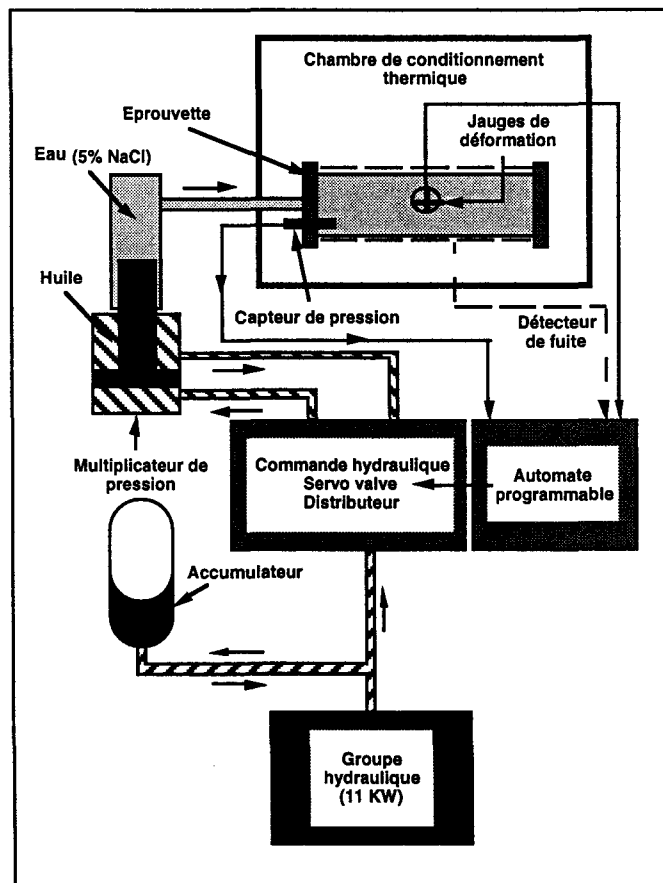 Chambre de conditionnement
thermique
Eprouvette
Jauges de
déformation
Eau (5% NaCl)
Huile
Capteur de pression
Détecteur
de fuite
Multiplicateur de
pression
Commande hydraulique
Servo valve
Distributeur
Automate
programmable
Accumulateur
Groupe
hydraulique
(11 KW)